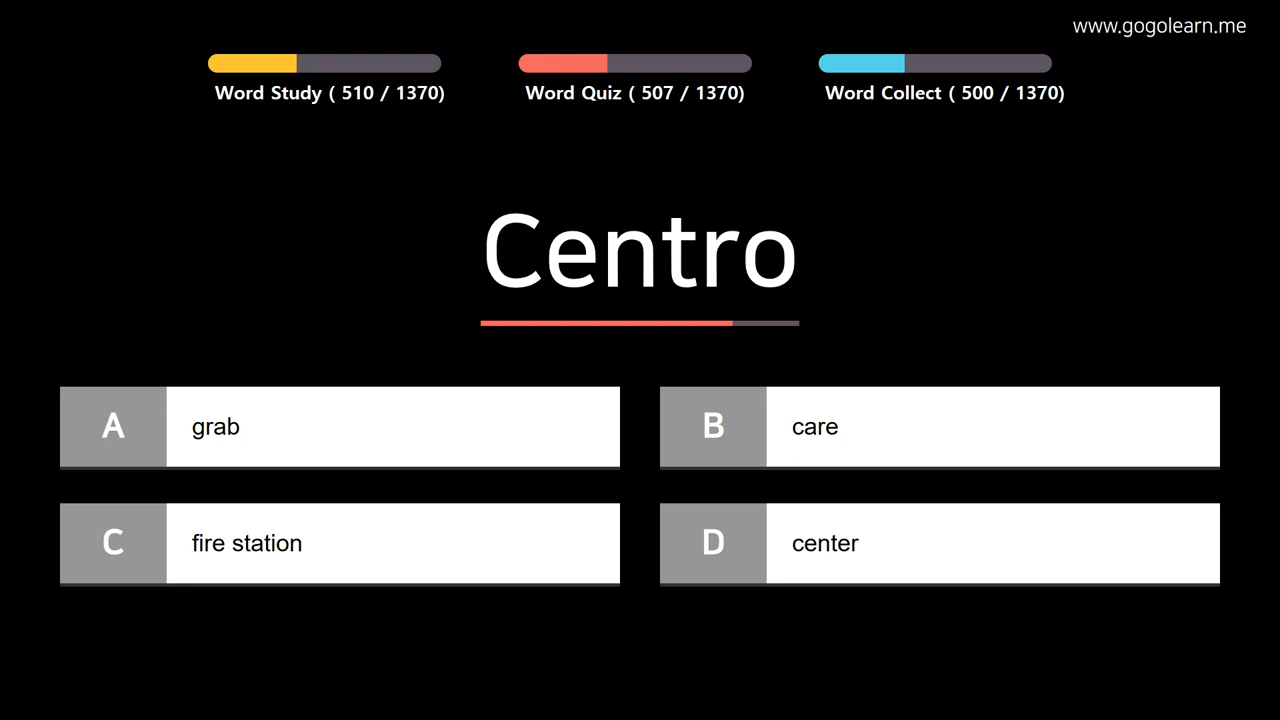 www.gogolearn.me
Word Study ( 510 / 1370)
Word Quiz ( 507 / 1370)
Word Collect ( 500 / 1370)
Centro
A grab
B care
C fire station
D center